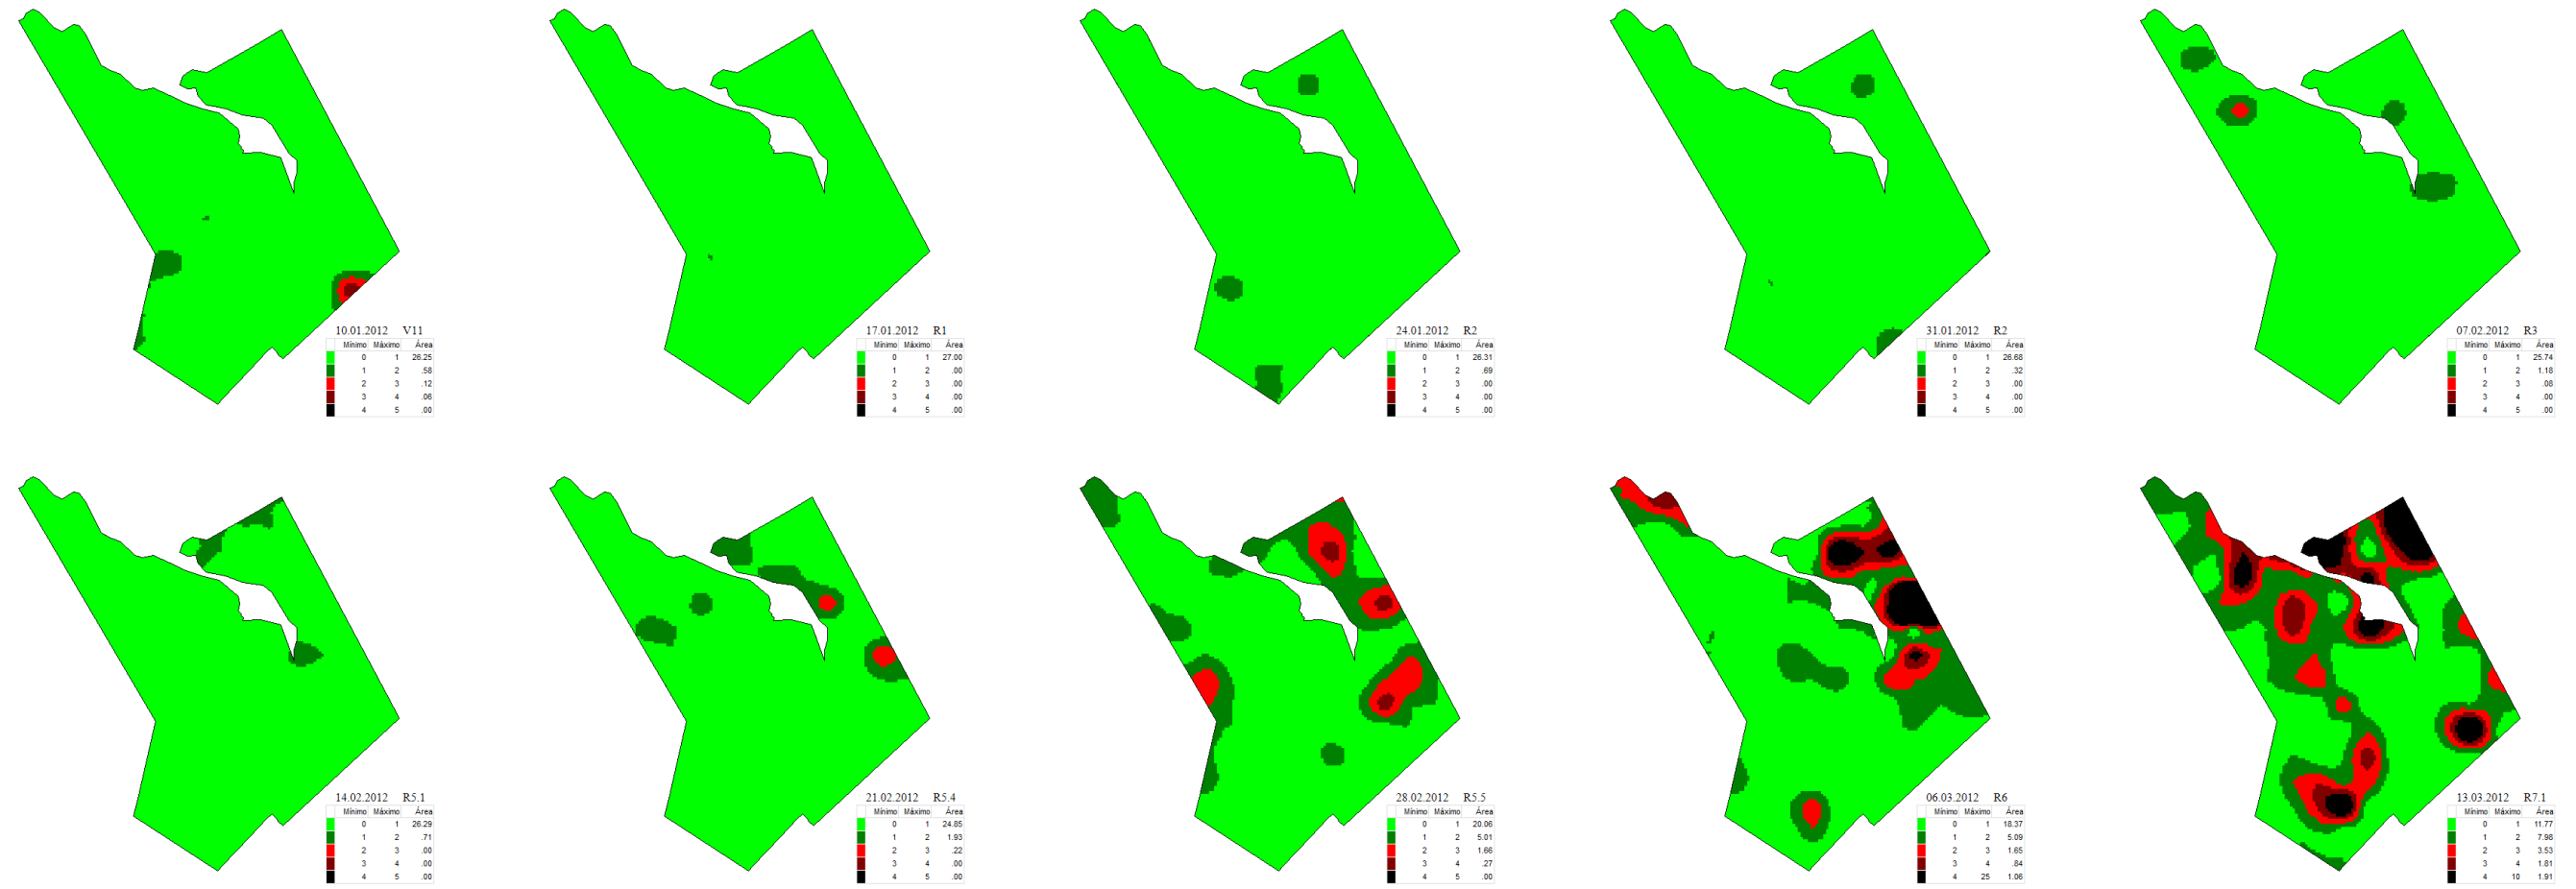 10.01.2012 V11
Mínimo Máximo Área
0 1 26.25
1 2 .58
2 3 .12
3 4 .06
4 5 .00
17.01.2012 R1
Mínimo Máximo Área
0 1 27.00
1 2 .00
2 3 .00
3 4 .00
4 5 .00
24.01.2012 R2
Mínimo Máximo Área
0 1 26.31
1 2 .69
2 3 .00
3 4 .00
4 5 .00
31.01.2012 R2
Mínimo Máximo Área
0 1 26.68
1 2 .32
2 3 .00
3 4 .00
4 5 .00
07.02.2012 R3
Mínimo Máximo Área
0 1 25.74
1 2 1.18
2 3 .08
3 4 .00
4 5 .00
14.02.2012 R5.1
Mínimo Máximo Área
0 1 26.29
1 2 .71
2 3 .00
3 4 .00
4 5 .00
21.02.2012 R5.4
Mínimo Máximo Área
0 1 24.85
1 2 1.93
2 3 .22
3 4 .00
4 5 .00
28.02.2012 R5.5
Mínimo Máximo Área
0 1 20.06
1 2 5.01
2 3 1.66
3 4 .27
4 5 .00
06.03.2012 R6
Mínimo Máximo Área
0 1 18.37
1 2 5.09
2 3 1.65
3 4 .84
4 25 1.06
13.03.2012 R7.1
Mínimo Máximo Área
0 1 11.77
1 2 7.98
2 3 3.53
3 4 1.81
4 10 1.91